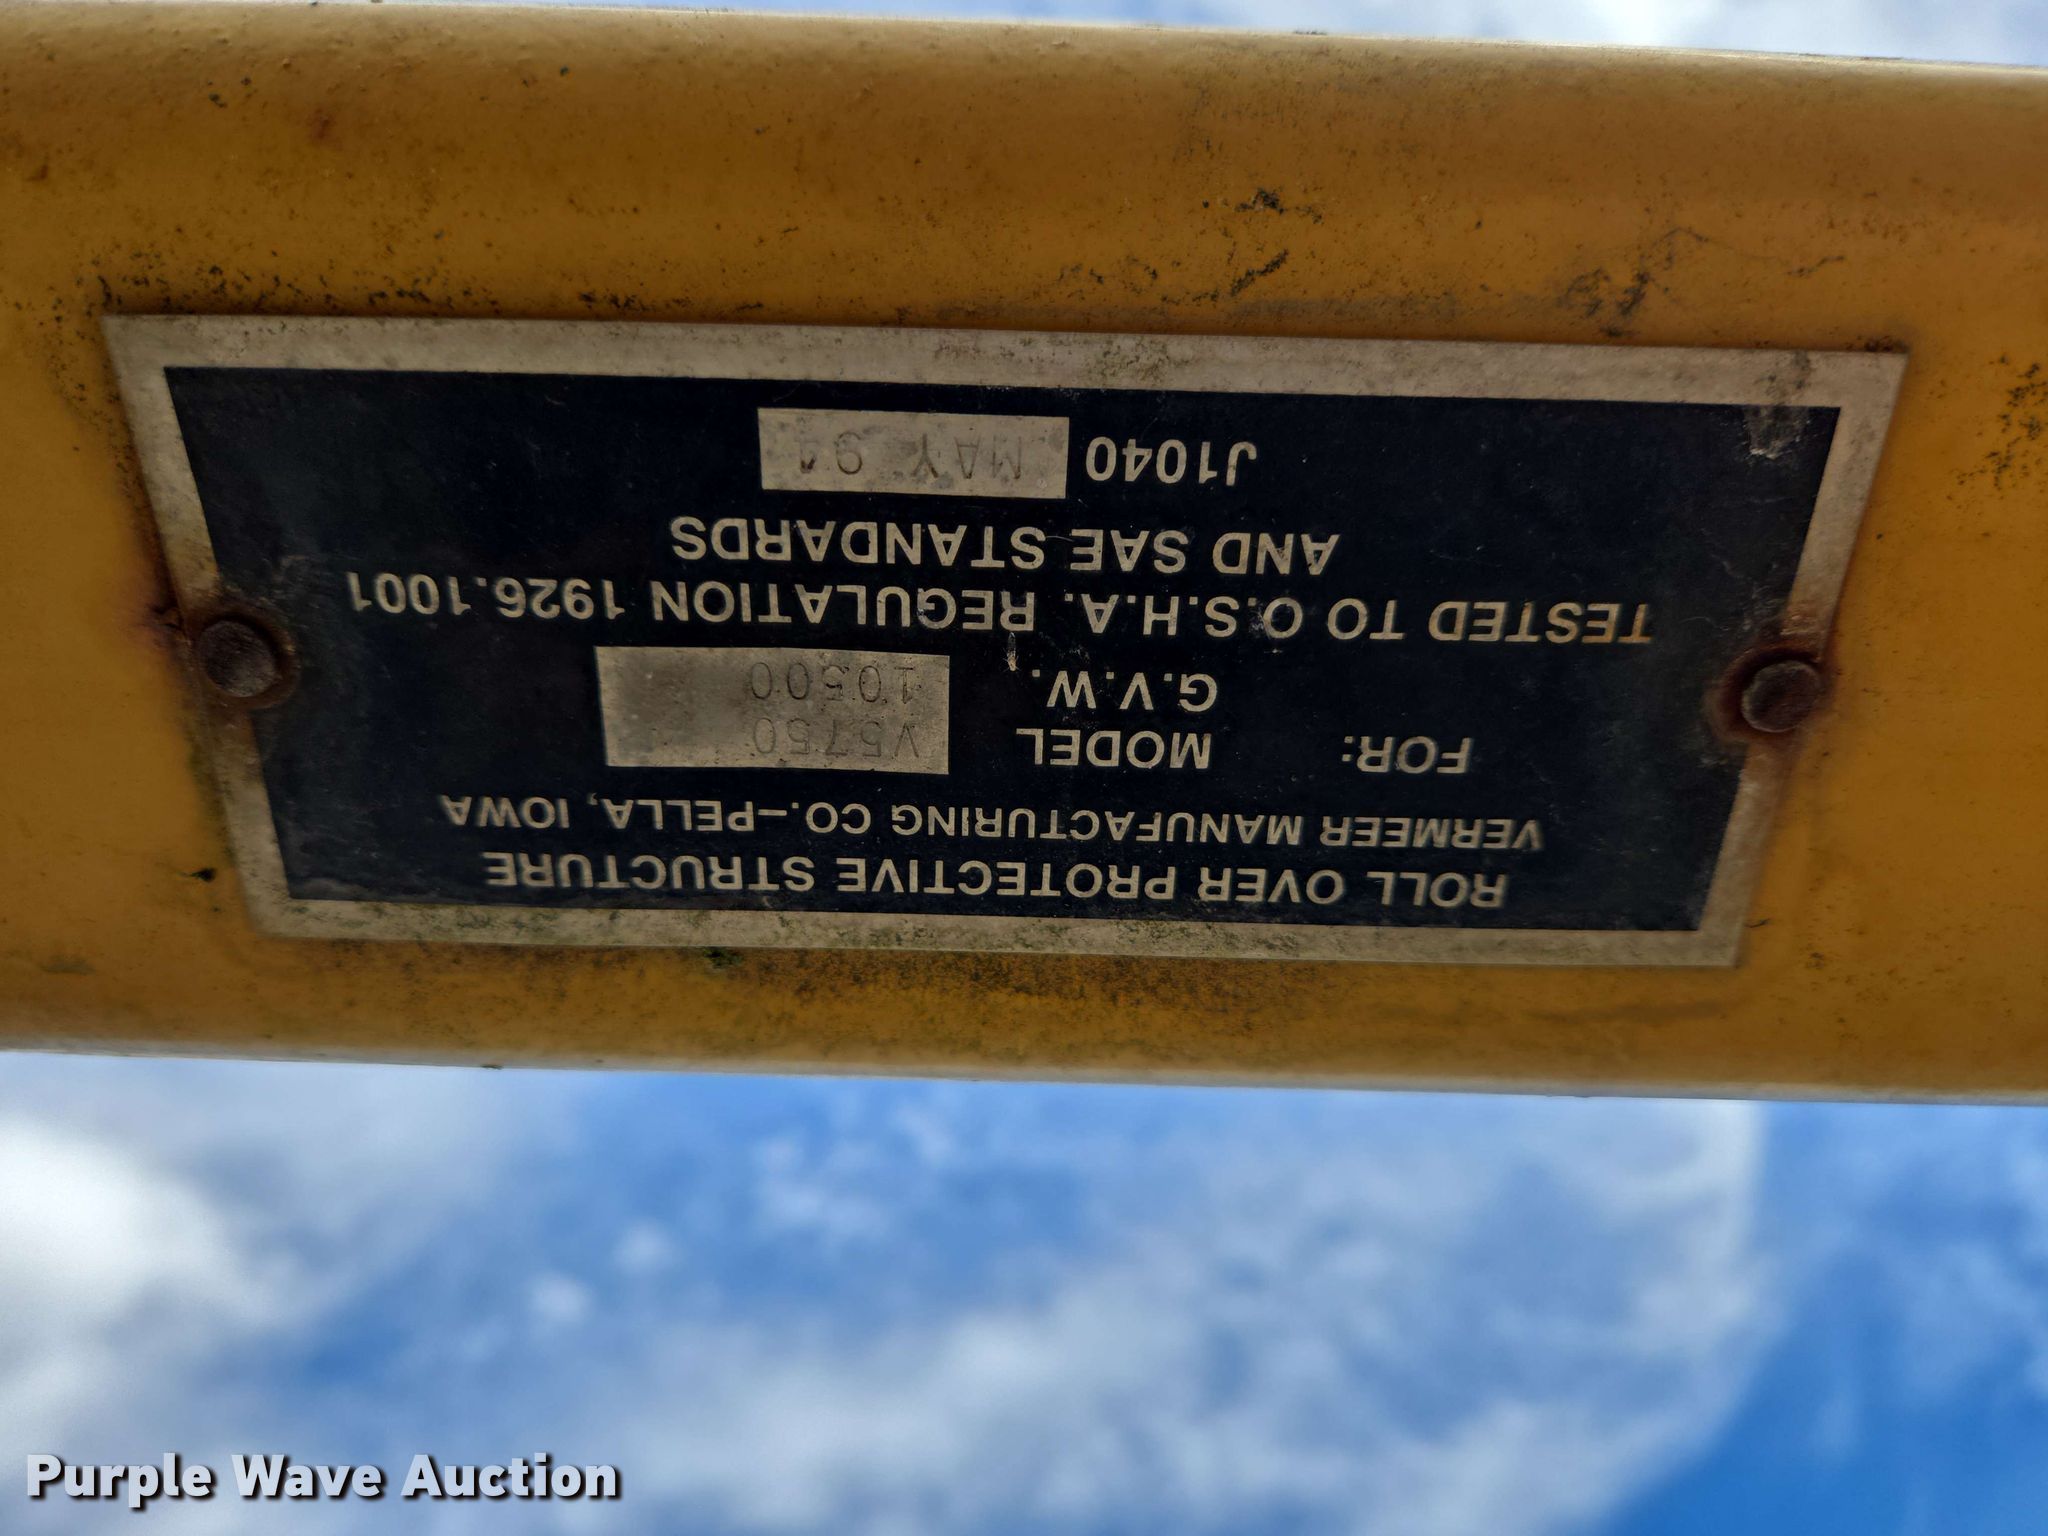 ROLL OVER PROTECTIVE STRUCTURE
VERMEER MANUFACTURING CO.–PELLA, IOWA
FOR: MODEL V5750
G.V.W. 10500
TESTED TO O.S.H.A. REGULATION 1926.1001
AND SAE STANDARDS
J1040 MAY 94
Purple Wave Auction